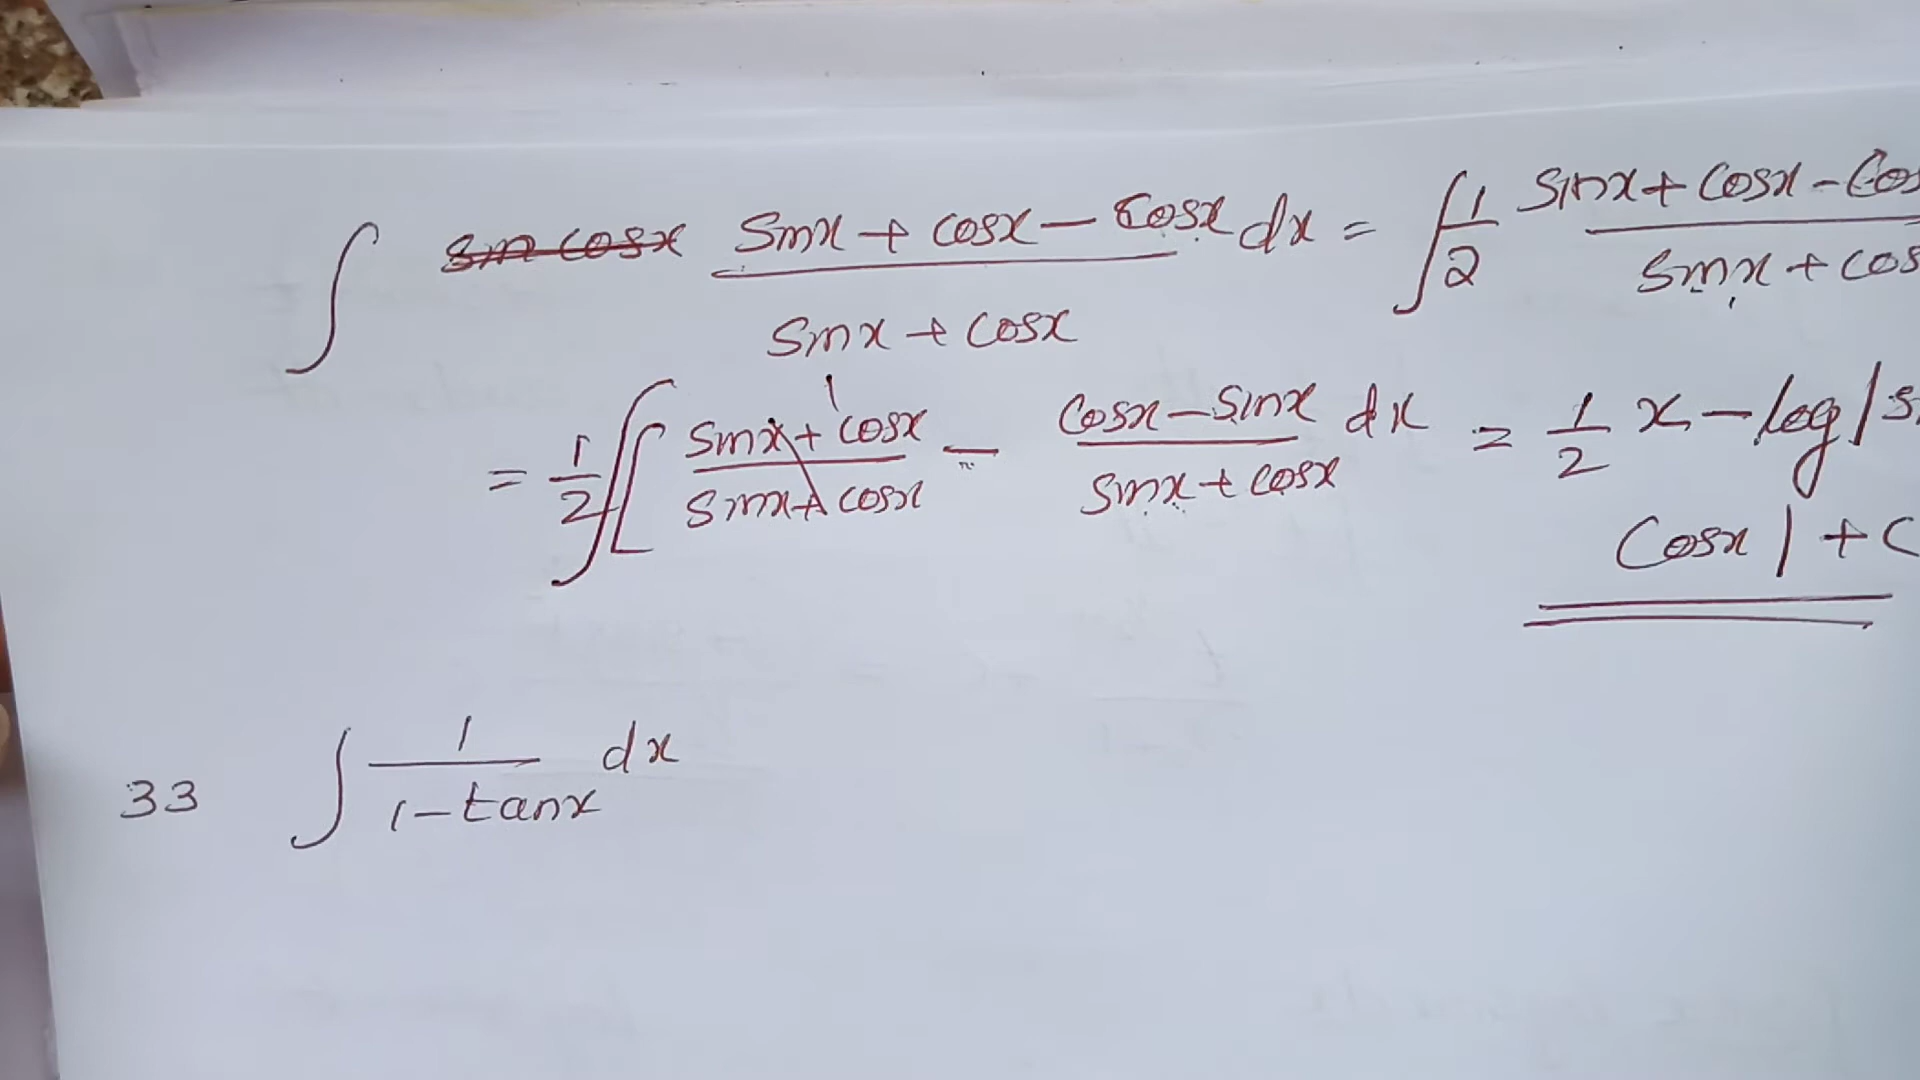 ∫ sin cosx sinx + cosx - cosx / sinx + cosx dx = ∫ 1/2 sinx + cosx - cos / sinx + cos
= 1/2 ∫ [ sinx + cosx / sinx + cosx - cosx - sinx / sinx + cosx dx = 1/2 x - log | s
1
cosx | + C
33 ∫ 1 / 1 - tanx dx